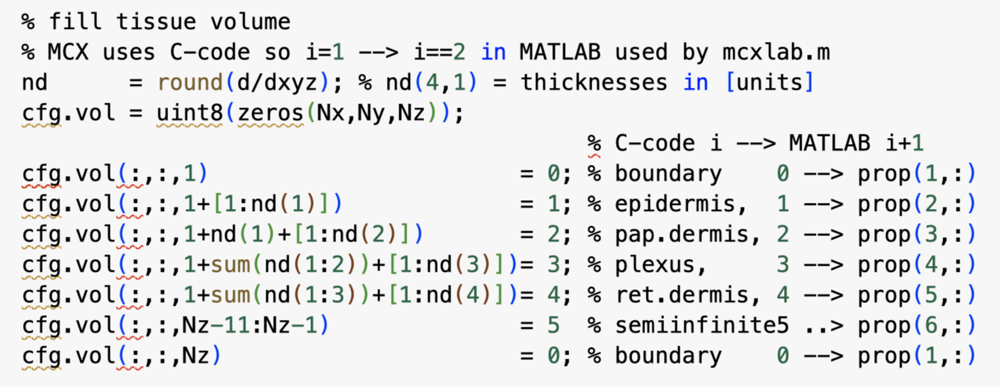 % fill tissue volume
% MCX uses C-code so i=1 --> i==2 in MATLAB used by mcxlab.m
nd      = round(d/dxyz); % nd(4,1) = thicknesses in [units]
cfg.vol = uint8(zeros(Nx,Ny,Nz));
                                          % C-code i --> MATLAB i+1
cfg.vol(:,:,1)                       = 0; % boundary    0 --> prop(1,:)
cfg.vol(:,:,1+[1:nd(1)])             = 1; % epidermis,  1 --> prop(2,:)
cfg.vol(:,:,1+nd(1)+[1:nd(2)])       = 2; % pap.dermis, 2 --> prop(3,:)
cfg.vol(:,:,1+sum(nd(1:2))+[1:nd(3)])= 3; % plexus,     3 --> prop(4,:)
cfg.vol(:,:,1+sum(nd(1:3))+[1:nd(4)])= 4; % ret.dermis, 4 --> prop(5,:)
cfg.vol(:,:,Nz-11:Nz-1)              = 5  % semiinfinite5 ..> prop(6,:)
cfg.vol(:,:,Nz)                      = 0; % boundary    0 --> prop(1,:)